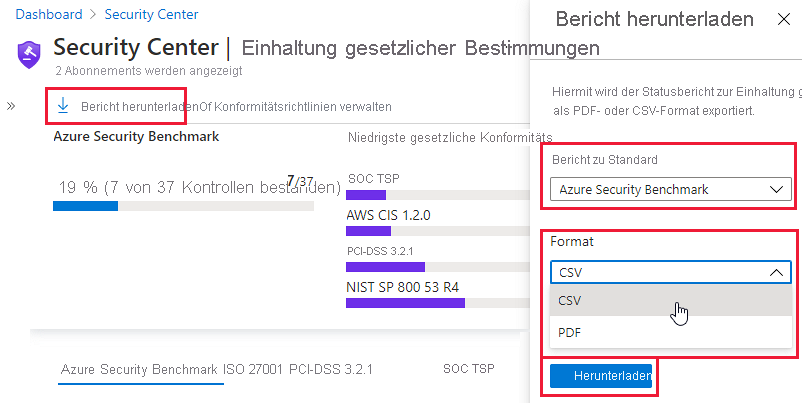 Dashboard > Security Center
Security Center | Einhaltung gesetzlicher Bestimmungen
2 Abonnements werden angezeigt
Bericht herunterladenOf Konformitätsrichtlinien verwalten
Azure Security Benchmark
19 % (7 von 37 Kontrollen bestanden)
7/37
Niedrigste gesetzliche Konformitäts
SOC TSP
AWS CIS 1.2.0
PCI-DSS 3.2.1
NIST SP 800 53 R4
Azure Security Benchmark ISO 27001 PCI-DSS 3.2.1 SOC TSP
Bericht herunterladen
Hiermit wird der Statusbericht zur Einhaltung g
als PDF- oder CSV-Format exportiert.
Bericht zu Standard
Azure Security Benchmark
Format
CSV
CSV
PDF
Herunterladen